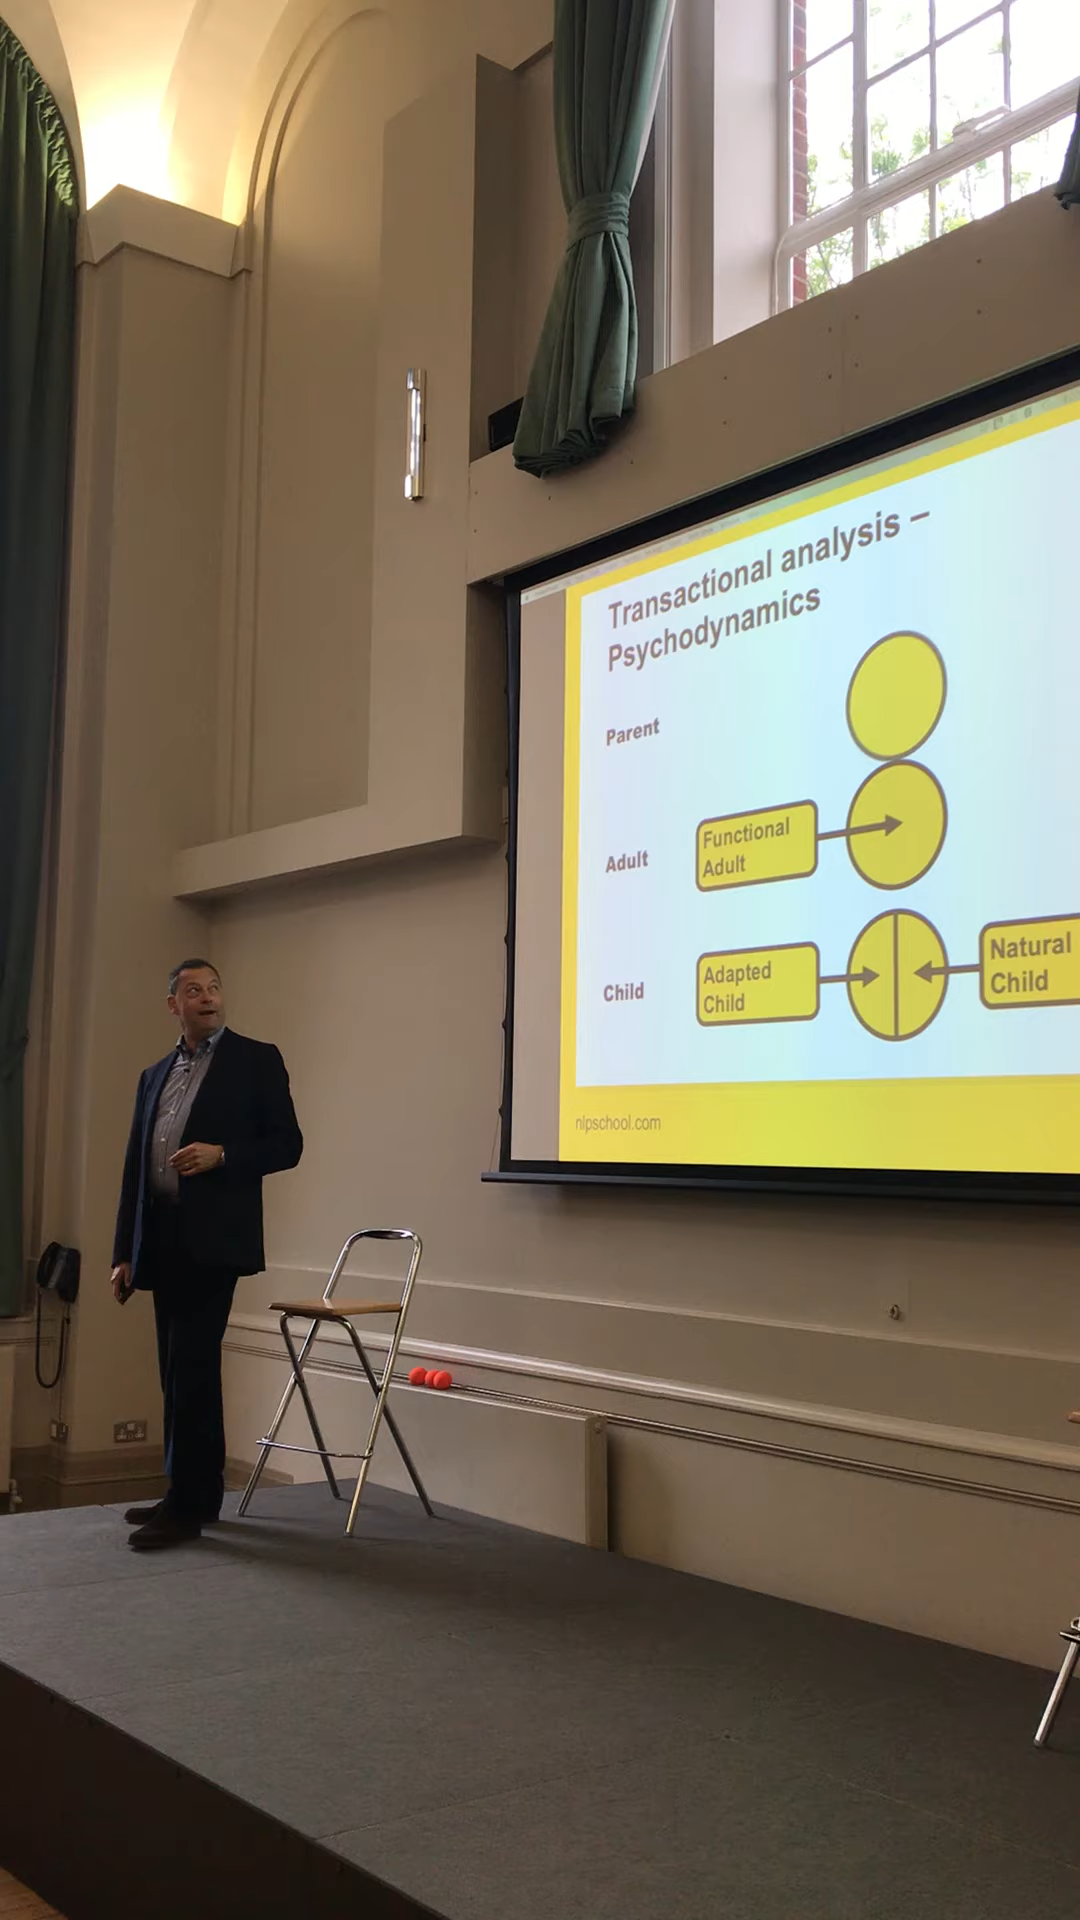 Transactional analysis –
Psychodynamics
Parent
Functional
Adult
Adult
Adapted
Child
Child
Natural
Child
nlpschool.com